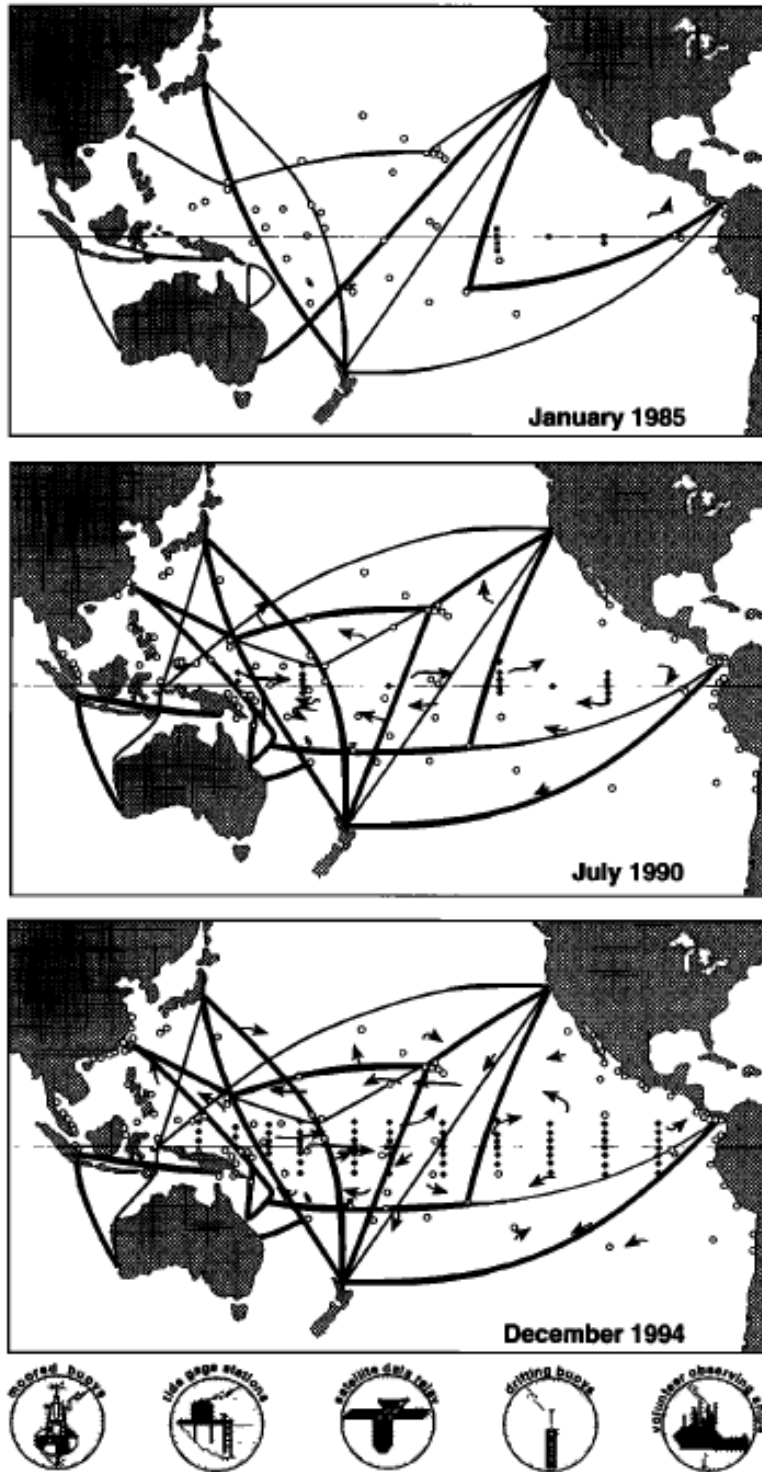 January 1985
July 1990
December 1994
moored buoys
tide gage stations
satellite data relay
drifting buoys
volunteer observing ships